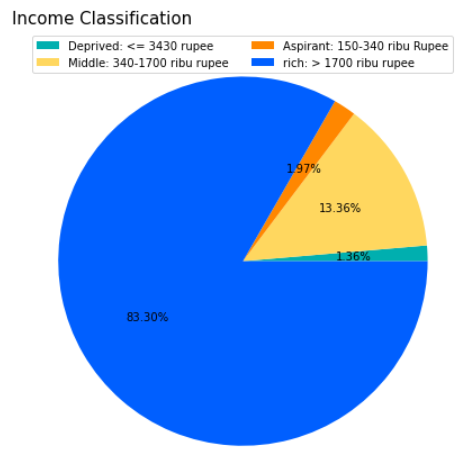 Income Classification
Deprived: <= 3430 rupee
Aspirant: 150-340 ribu Rupee
Middle: 340-1700 ribu rupee
rich: > 1700 ribu rupee
1.97%
13.36%
1.36%
83.30%